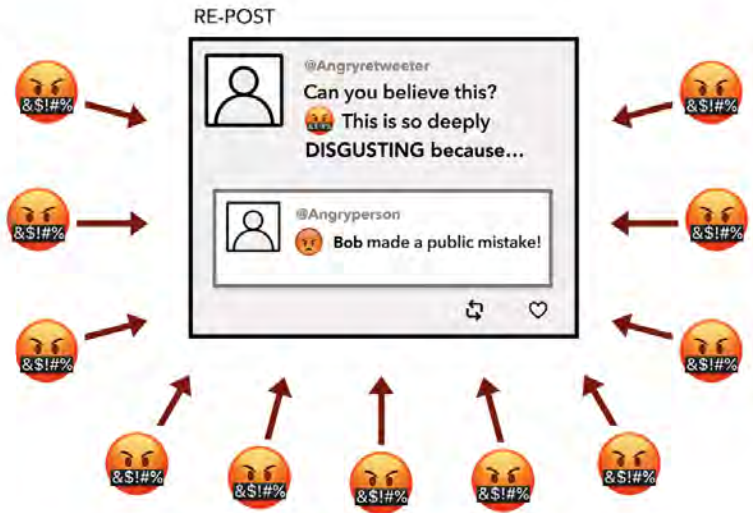 RE-POST
@Angryretweeter
Can you believe this?
This is so deeply
DISGUSTING because...
@Angryperson
Bob made a public mistake!
&$!#%
&$!#%
&$!#%
&$!#%
&$!#%
&$!#%
&$!#%
&$!#%
&$!#%
&$!#%
&$!#%